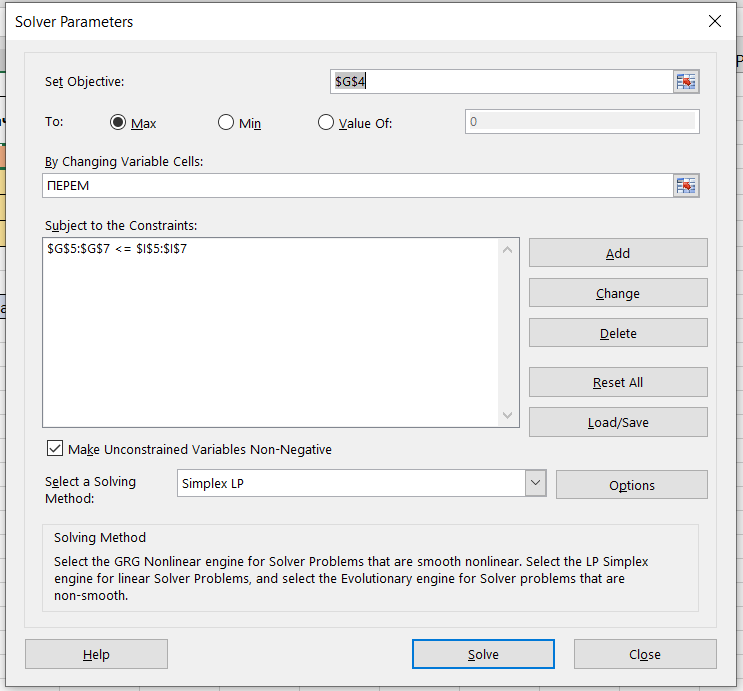 Solver Parameters
Set Objective:
$G$4
To:
Max
Min
Value Of:
0
By Changing Variable Cells:
ПЕРЕМ
Subject to the Constraints:
$G$5:$G$7 <= $I$5:$I$7
Add
Change
Delete
Reset All
Load/Save
Make Unconstrained Variables Non-Negative
Select a Solving
Method:
Simplex LP
Options
Solving Method
Select the GRG Nonlinear engine for Solver Problems that are smooth nonlinear. Select the LP Simplex
engine for linear Solver Problems, and select the Evolutionary engine for Solver problems that are
non-smooth.
Help
Solve
Close